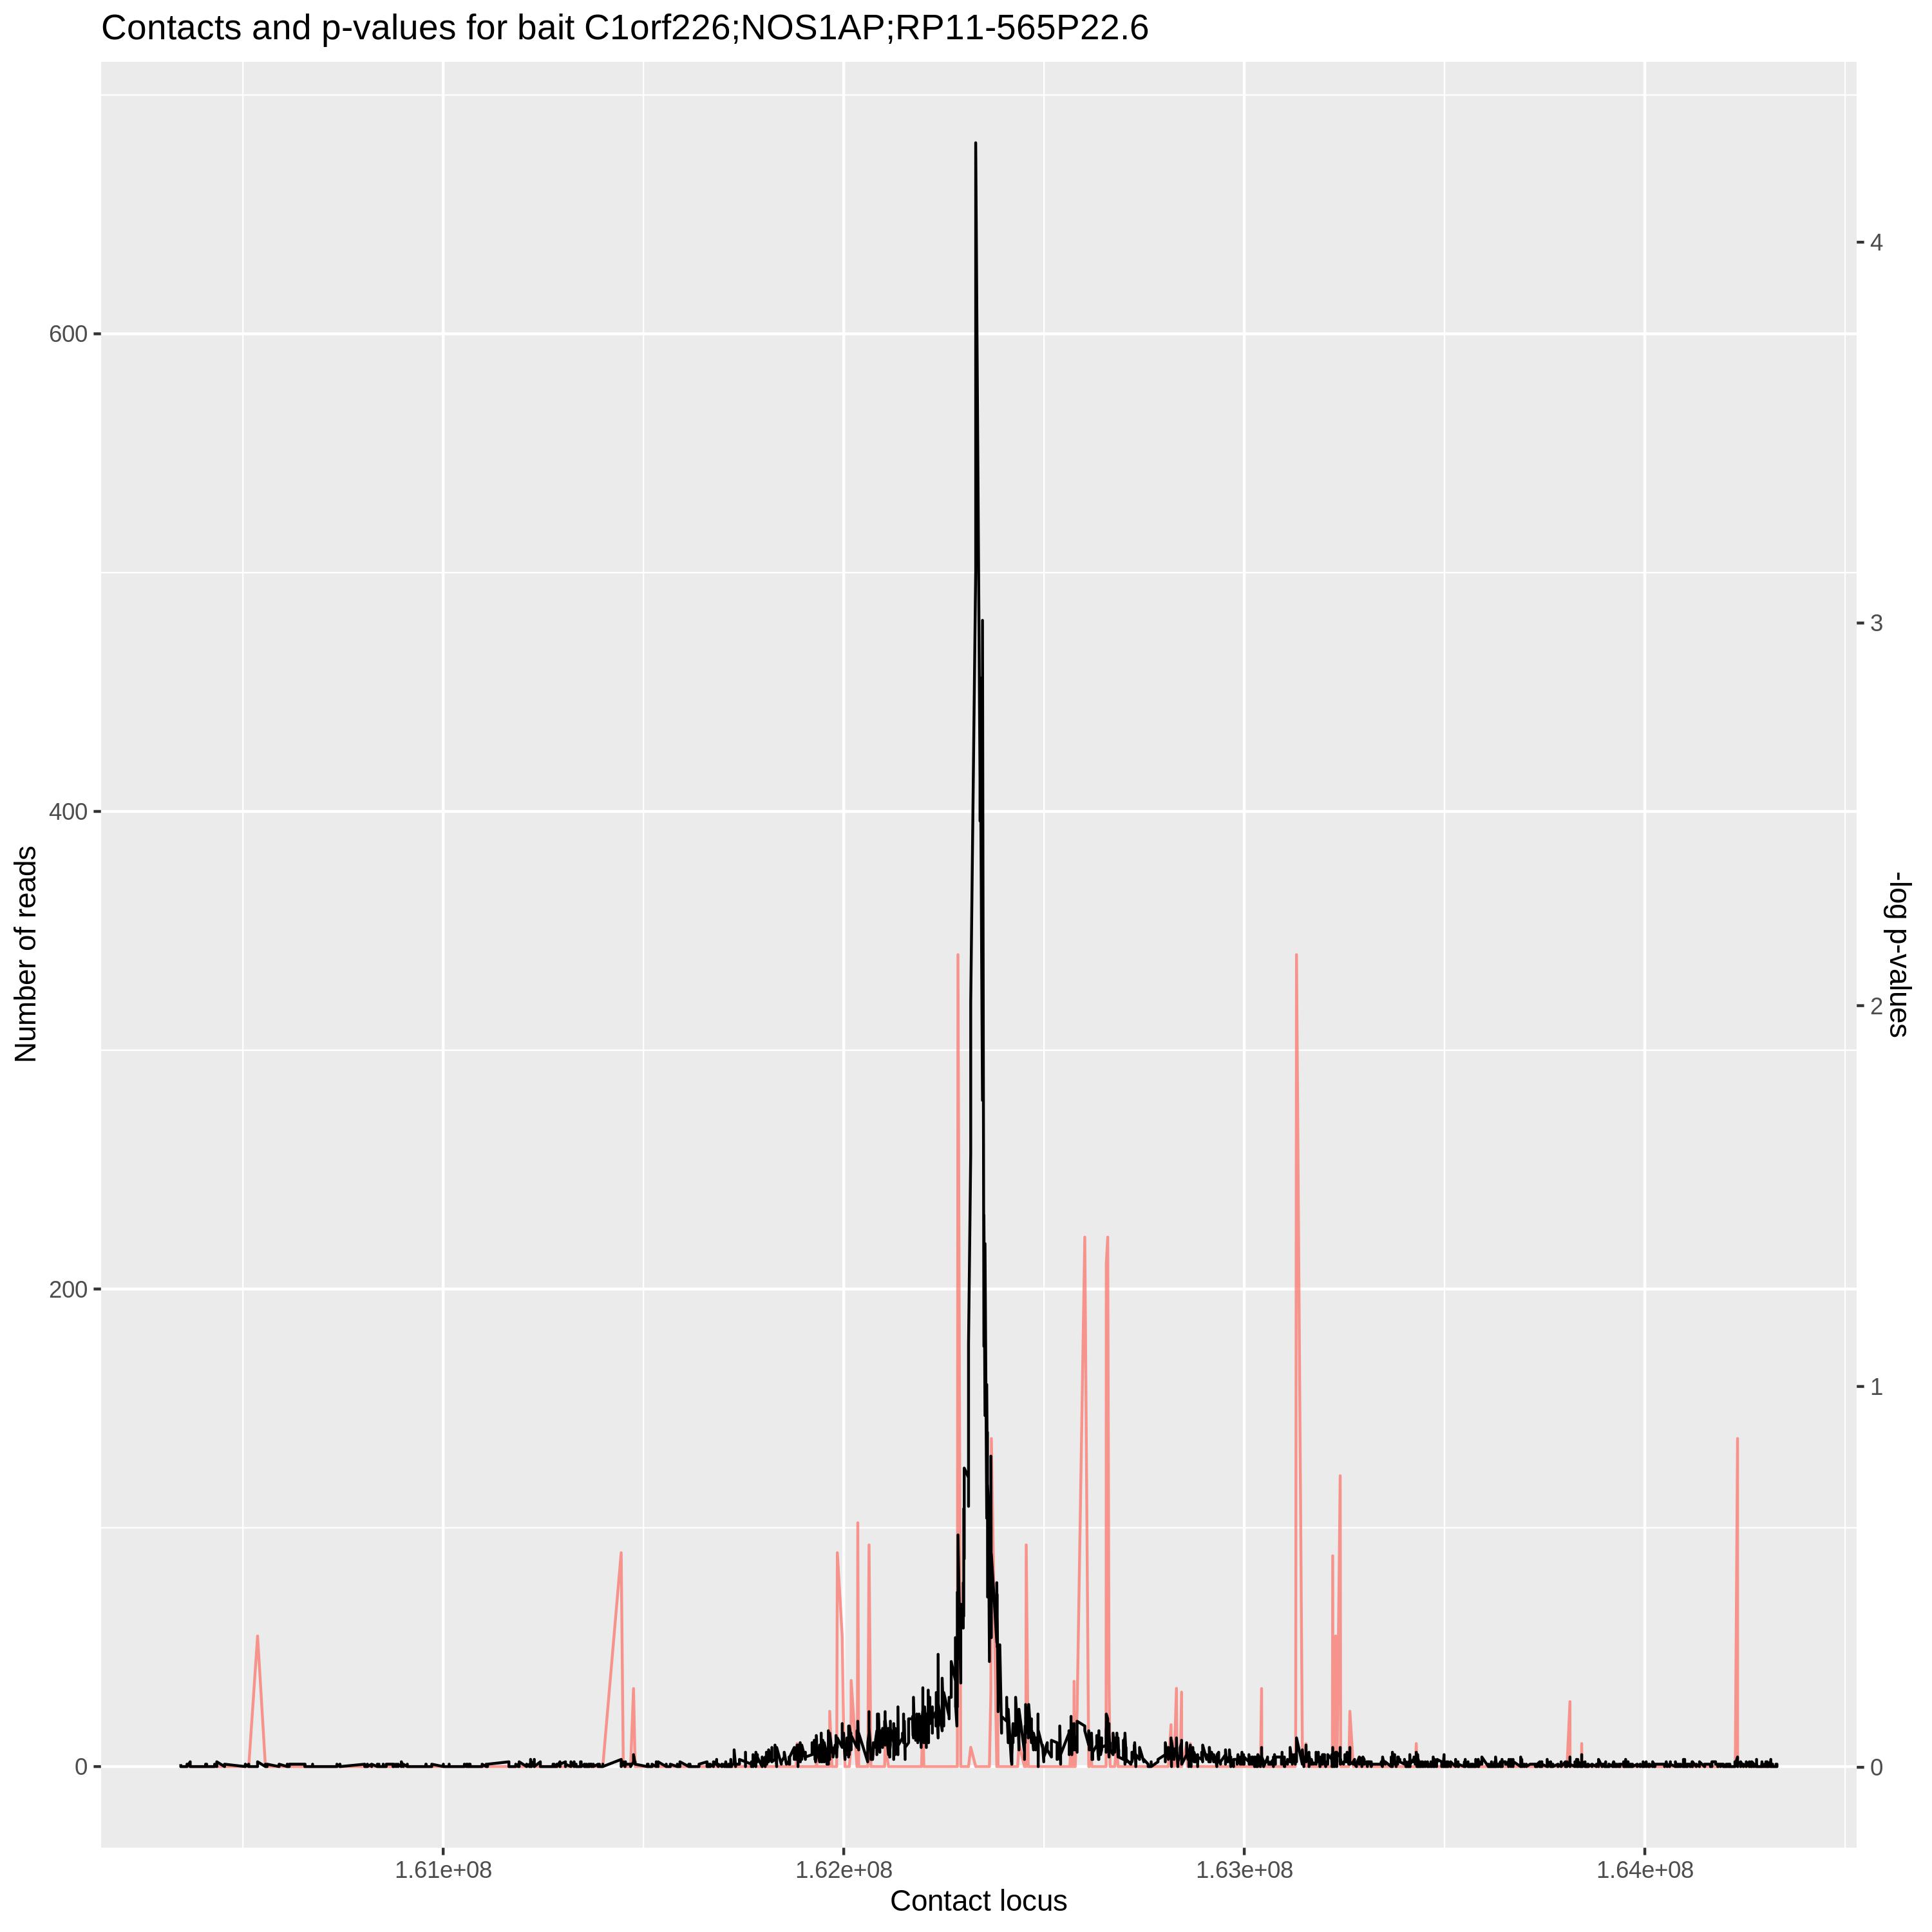 Contacts and p-values for bait C1orf226;NOS1AP;RP11-565P22.6
Number of reads
600
400
200
0
4
3
2
1
0
-log p-values
1.61e+08
1.62e+08
1.63e+08
1.64e+08
Contact locus